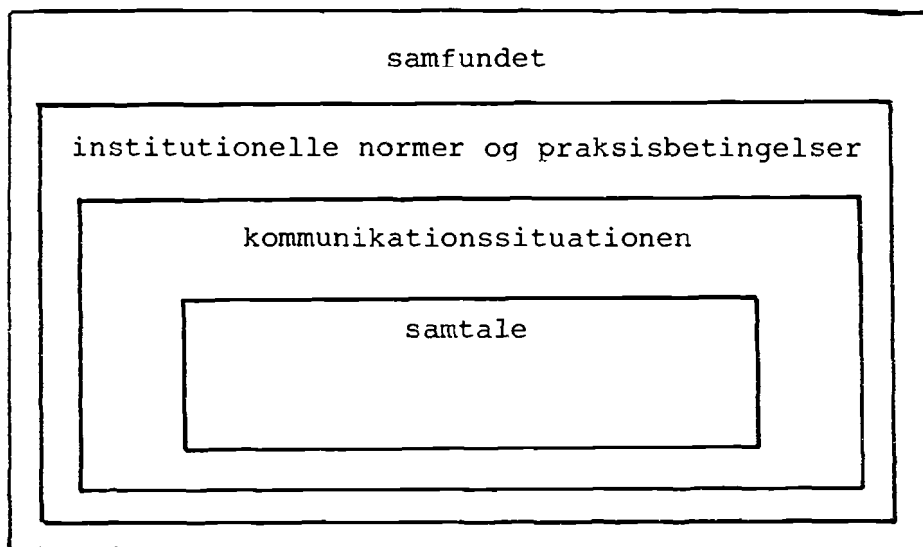 samfundet
institutionelle normer og praksisbetingelser
kommunikationssituationen
samtale